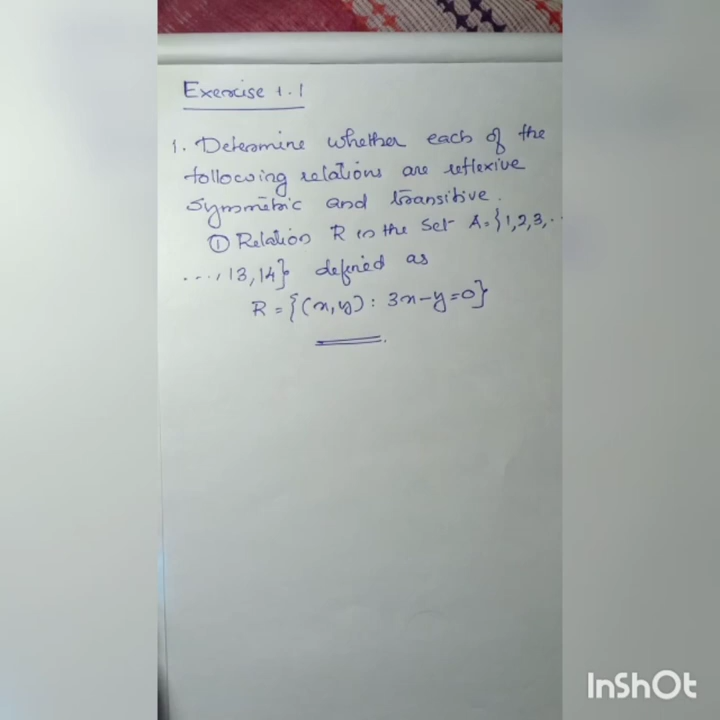 Exercise 1.1
1. Determine whether each of the
following relations are reflexive
symmetric and transitive.
① Relation R in the Set A={1,2,3,..
...., 13,14} defined as
R = {(x,y) : 3x-y=0}
InShOt